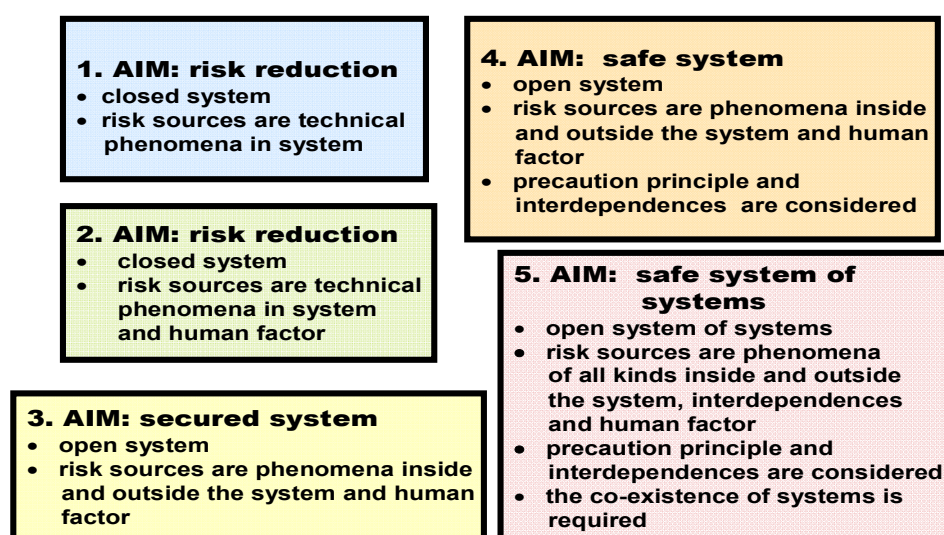 1. AIM: risk reduction
• closed system
• risk sources are technical
phenomena in system
2. AIM: risk reduction
• closed system
• risk sources are technical
phenomena in system
and human factor
3. AIM: secured system
• open system
• risk sources are phenomena inside
and outside the system and human
factor
4. AIM: safe system
• open system
• risk sources are phenomena inside
and outside the system and human
factor
• precaution principle and
interdependences are considered
5. AIM: safe system of
systems
• open system of systems
• risk sources are phenomena
of all kinds inside and outside
the system, interdependences
and human factor
• precaution principle and
interdependences are considered
• the co-existence of systems is
required